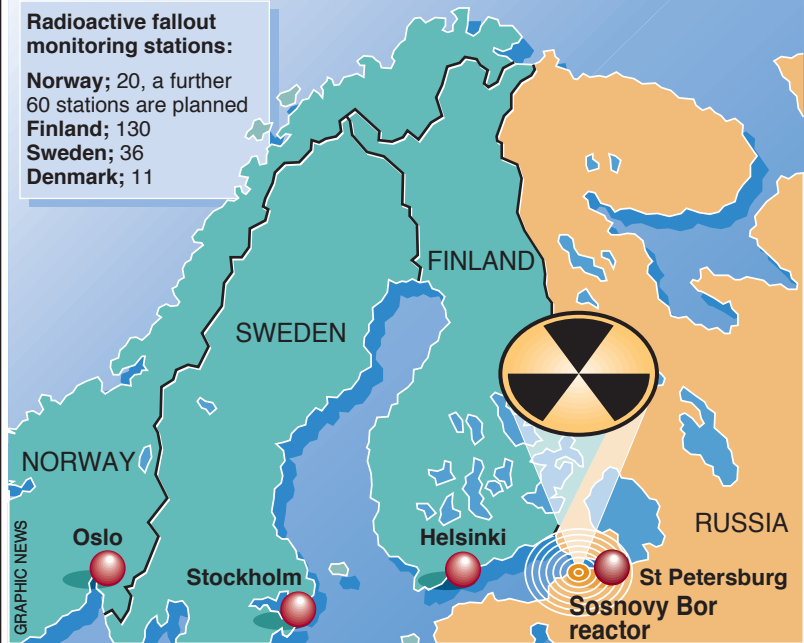 Radioactive fallout
monitoring stations:
Norway; 20, a further
60 stations are planned
Finland; 130
Sweden; 36
Denmark; 11
FINLAND
SWEDEN
NORWAY
RUSSIA
Oslo
Helsinki
Stockholm
St Petersburg
Sosnovy Bor
reactor
GRAPHIC NEWS